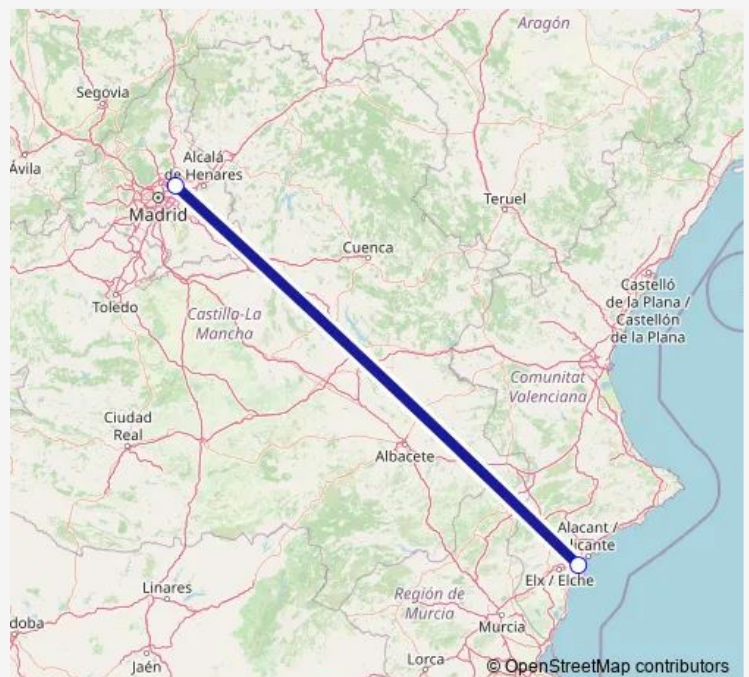 Aragón
Segovia
Ávila
Alcalá
de Henares
Madrid
Teruel
Cuenca
Toledo
Castilla-La
Mancha
Castelló
de la Plana /
Castellón
de la Plana
Comunitat
Valenciana
Ciudad
Real
Albacete
Alacant /
licante
Elx / Elche
Linares
Región de
Murcia
doba
Murcia
Jaén
Lorca
© OpenStreetMap contributors